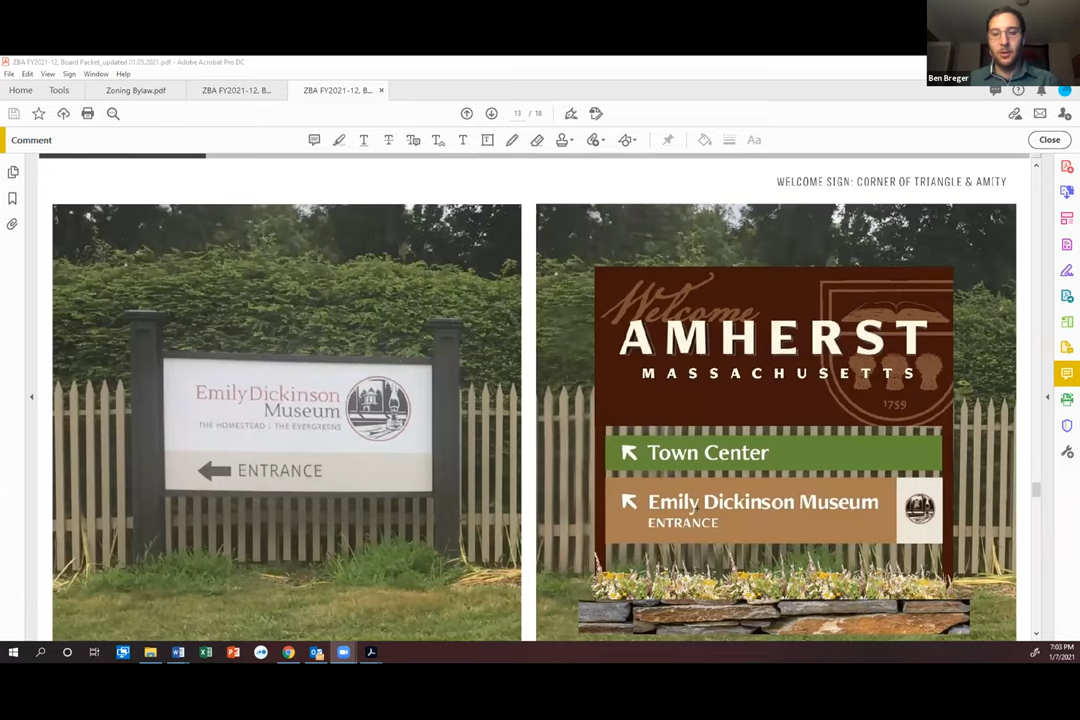 Ben Breger
ZBA FY2021-12, Board Packet_updated 01.05.2021.pdf - Adobe Acrobat Pro DC
File Edit View Sign Window Help
Home Tools Zoning Bylaw.pdf ZBA FY2021-12, B... ZBA FY2021-12, B... ×
13 / 18
Comment
Aa
Close
WELCOME SIGN: CORNER OF TRIANGLE & AMITY
Emily Dickinson
Museum
THE HOMESTEAD | THE EVERGREENS
ENTRANCE
Welcome
AMHERST
MASSACHUSETTS
1759
Town Center
Emily Dickinson Museum
ENTRANCE
7:03 PM
1/7/2021